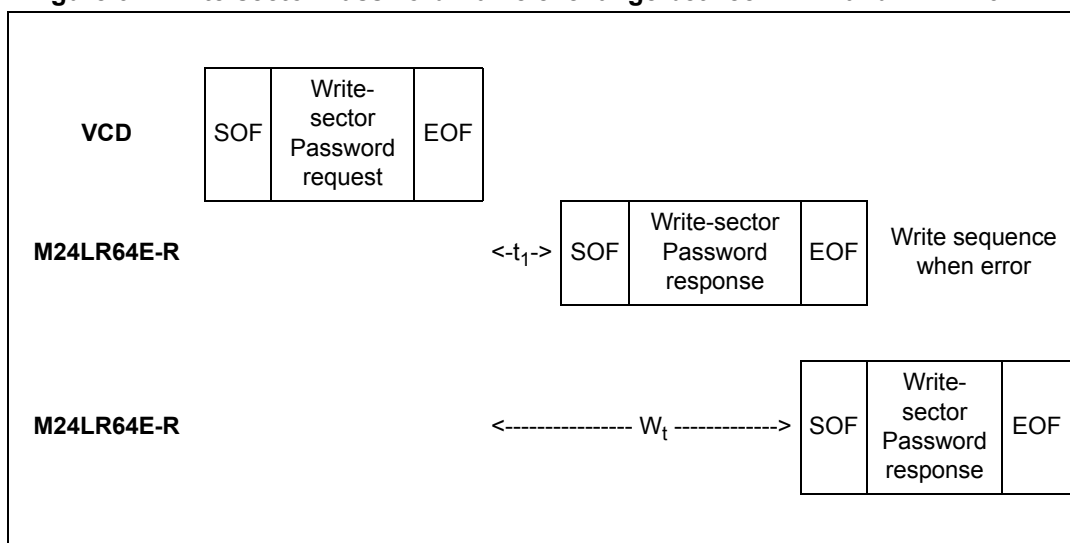 Write-
sector
Password
request
VCD SOF EOF
Write-sector
Password
response
M24LR64E-R <-t1-> SOF EOF
Write sequence
when error
Write-
sector
Password
response
M24LR64E-R <---------------- Wt -------------> SOF EOF